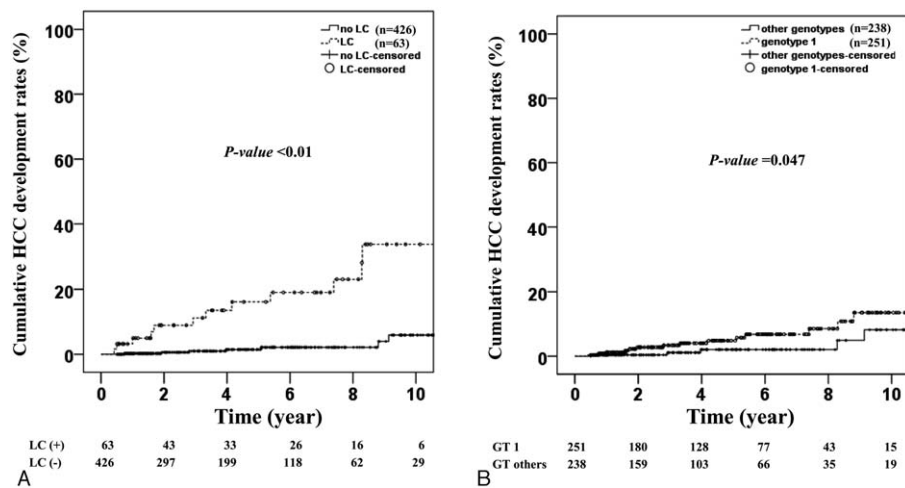 no LC (n=426)
LC (n=63)
no LC-censored
LC-censored
P-value <0.01
Cumulative HCC development rates (%)
100
80
60
40
20
0
0 2 4 6 8 10
Time (year)
LC (+) 63 43 33 26 16 6
LC (-) 426 297 199 118 62 29
A
other genotypes (n=238)
genotype 1 (n=251)
other genotypes-censored
genotype 1-censored
P-value =0.047
Cumulative HCC development rates (%)
100
80
60
40
20
0
0 2 4 6 8 10
Time (year)
GT 1 251 180 128 77 43 15
GT others 238 159 103 66 35 19
B